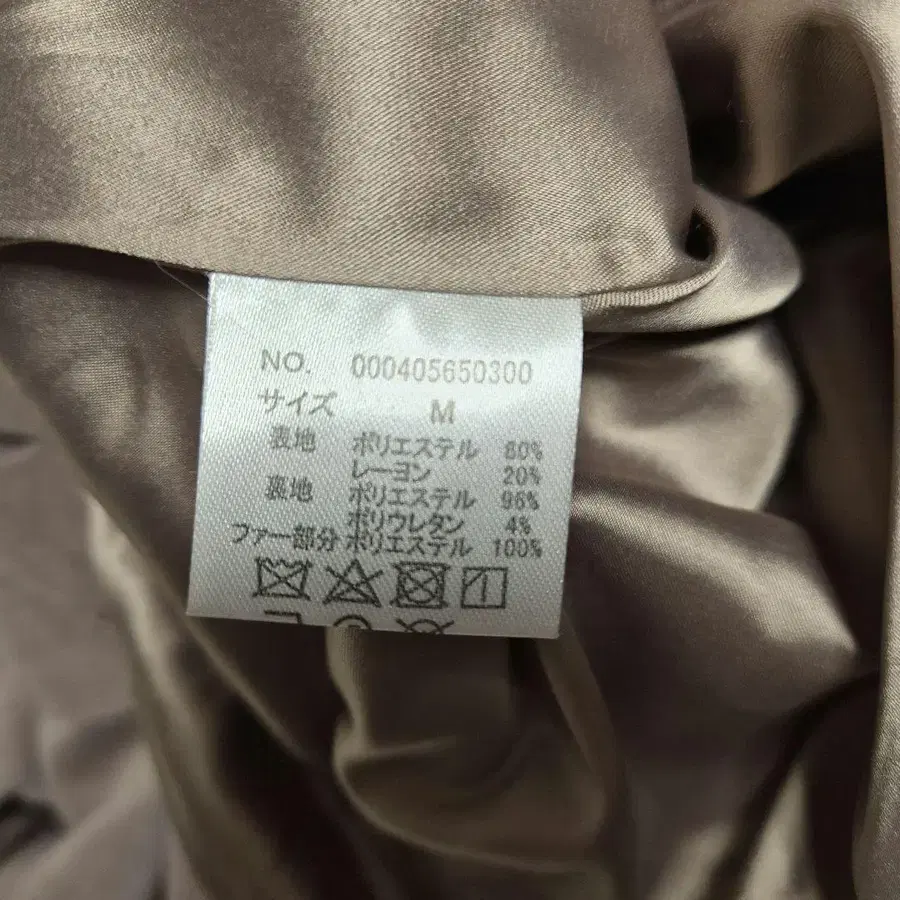 NO. 000405650300
サイズ M
表地 ポリエステル 80%
レーヨン 20%
裏地 ポリエステル 96%
ポリウレタン 4%
ファー部分 ポリエステル 100%